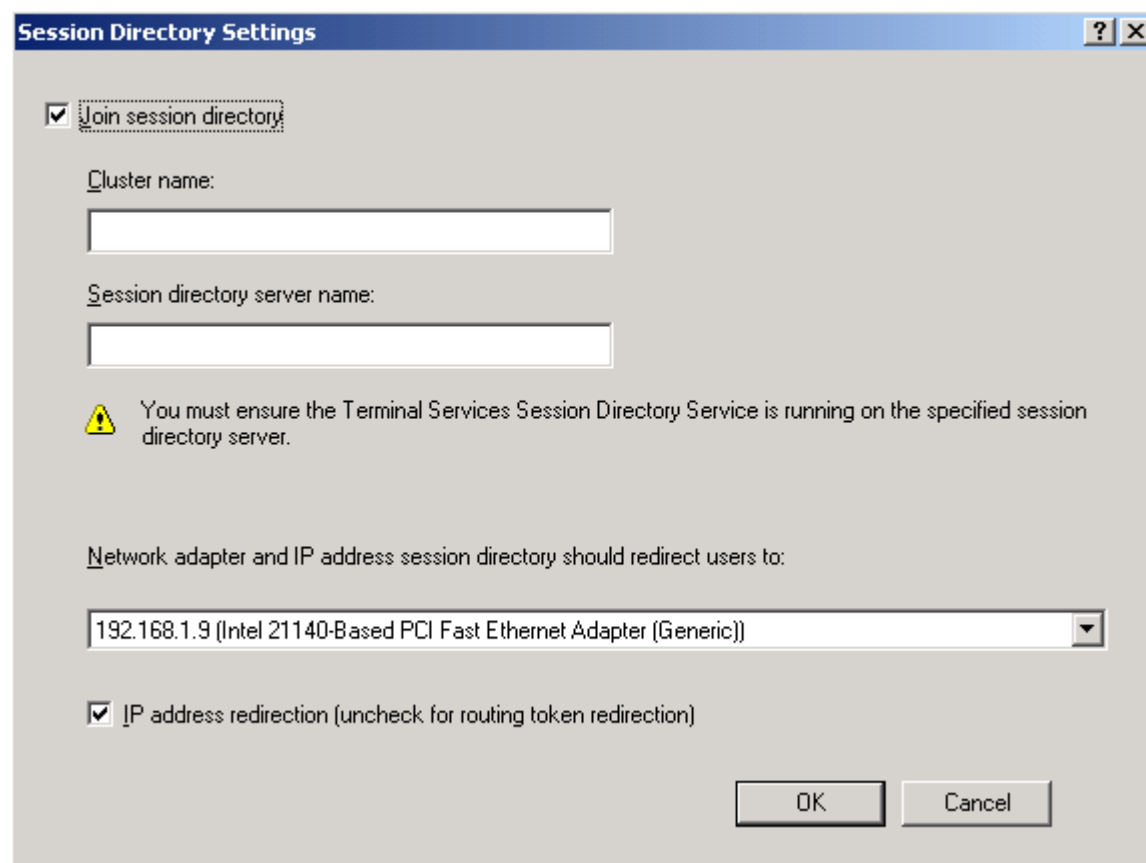 Session Directory Settings
Join session directory
Cluster name:
Session directory server name:
You must ensure the Terminal Services Session Directory Service is running on the specified session
directory server.
Network adapter and IP address session directory should redirect users to:
192.168.1.9 (Intel 21140-Based PCI Fast Ethernet Adapter (Generic))
IP address redirection (uncheck for routing token redirection)
OK Cancel